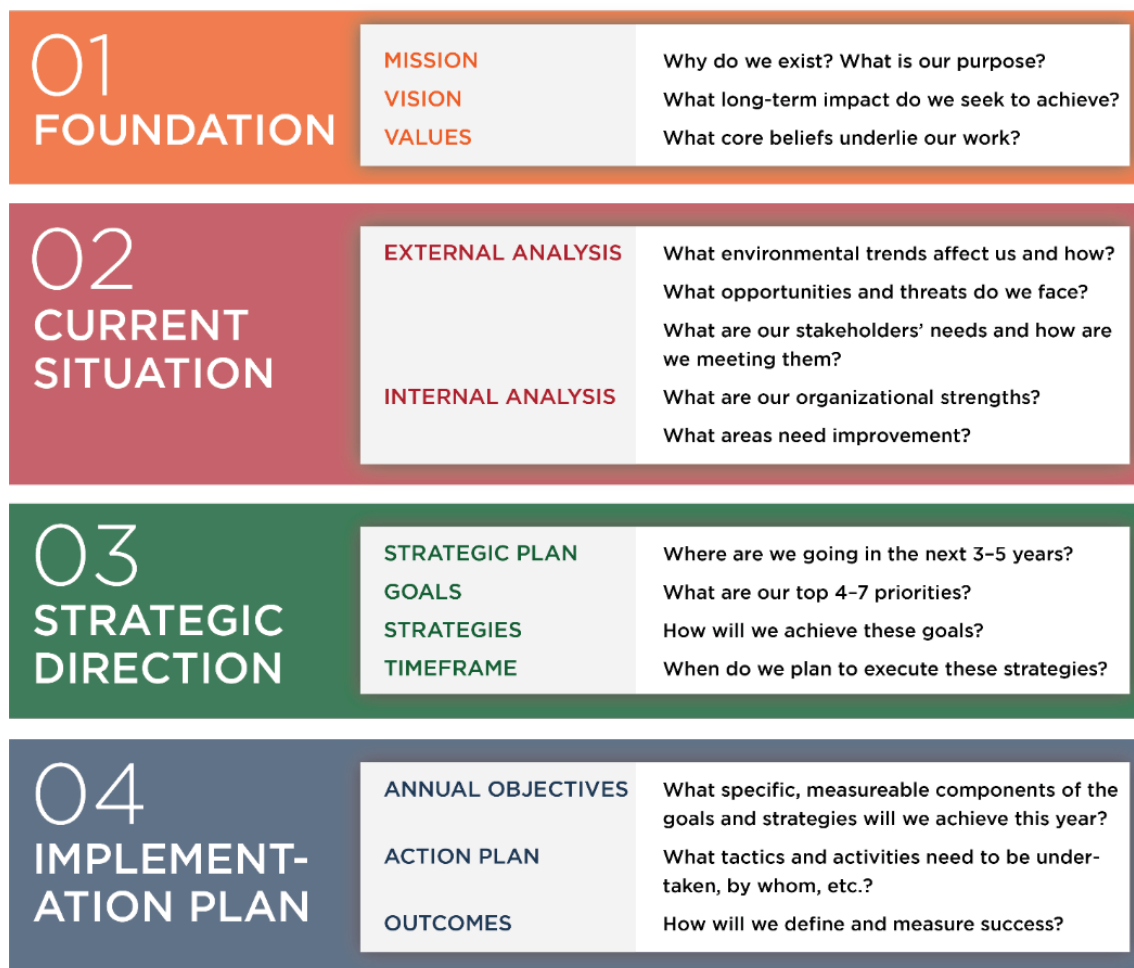 01
FOUNDATION
MISSION Why do we exist? What is our purpose?
VISION What long-term impact do we seek to achieve?
VALUES What core beliefs underlie our work?
02
CURRENT
SITUATION
EXTERNAL ANALYSIS What environmental trends affect us and how?
What opportunities and threats do we face?
What are our stakeholders’ needs and how are
we meeting them?
INTERNAL ANALYSIS What are our organizational strengths?
What areas need improvement?
03
STRATEGIC
DIRECTION
STRATEGIC PLAN Where are we going in the next 3–5 years?
GOALS What are our top 4–7 priorities?
STRATEGIES How will we achieve these goals?
TIMEFRAME When do we plan to execute these strategies?
04
IMPLEMENT-
ATION PLAN
ANNUAL OBJECTIVES What specific, measureable components of the
goals and strategies will we achieve this year?
ACTION PLAN What tactics and activities need to be under-
taken, by whom, etc.?
OUTCOMES How will we define and measure success?